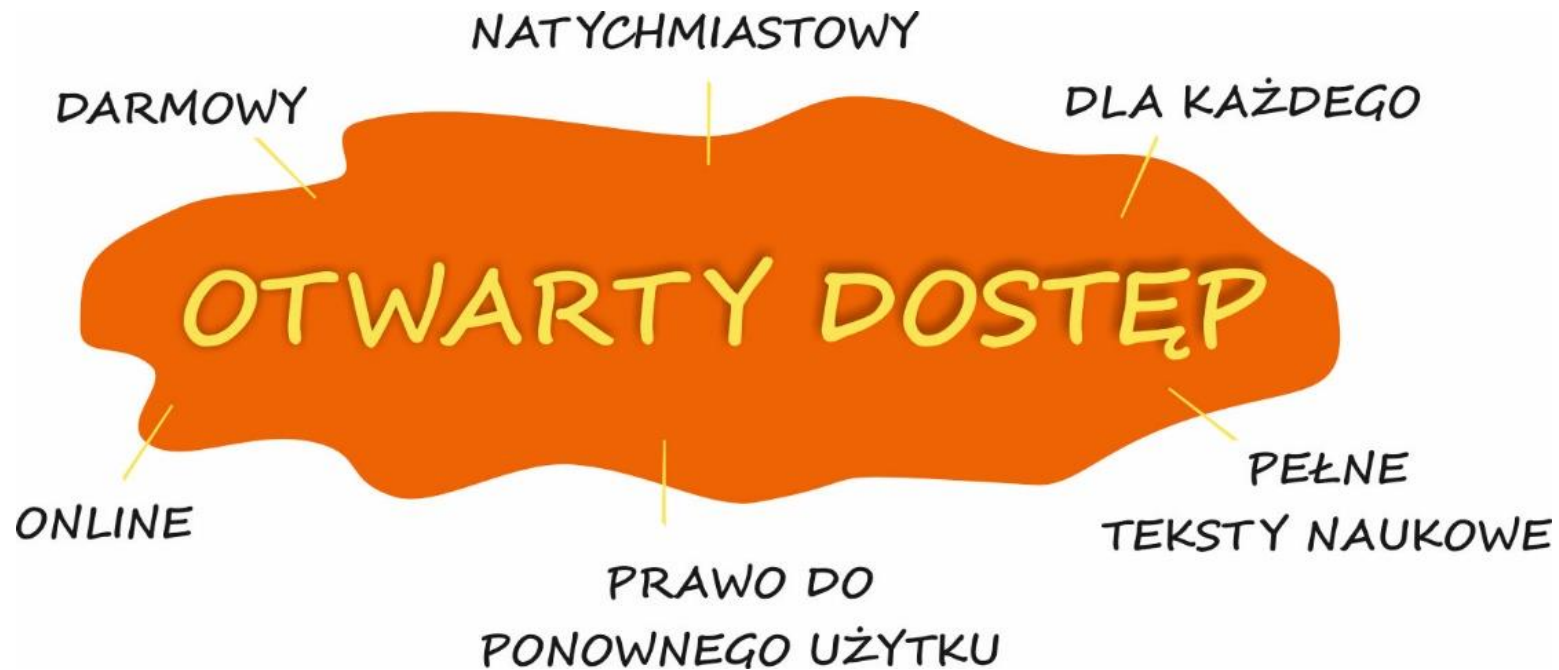 NATYCHMIASTOWY
DARMOWY
DLA KAŻDEGO
OTWARTY DOSTĘP
PEŁNE
TEKSTY NAUKOWE
ONLINE
PRAWO DO
PONOWNEGO UŻYTKU